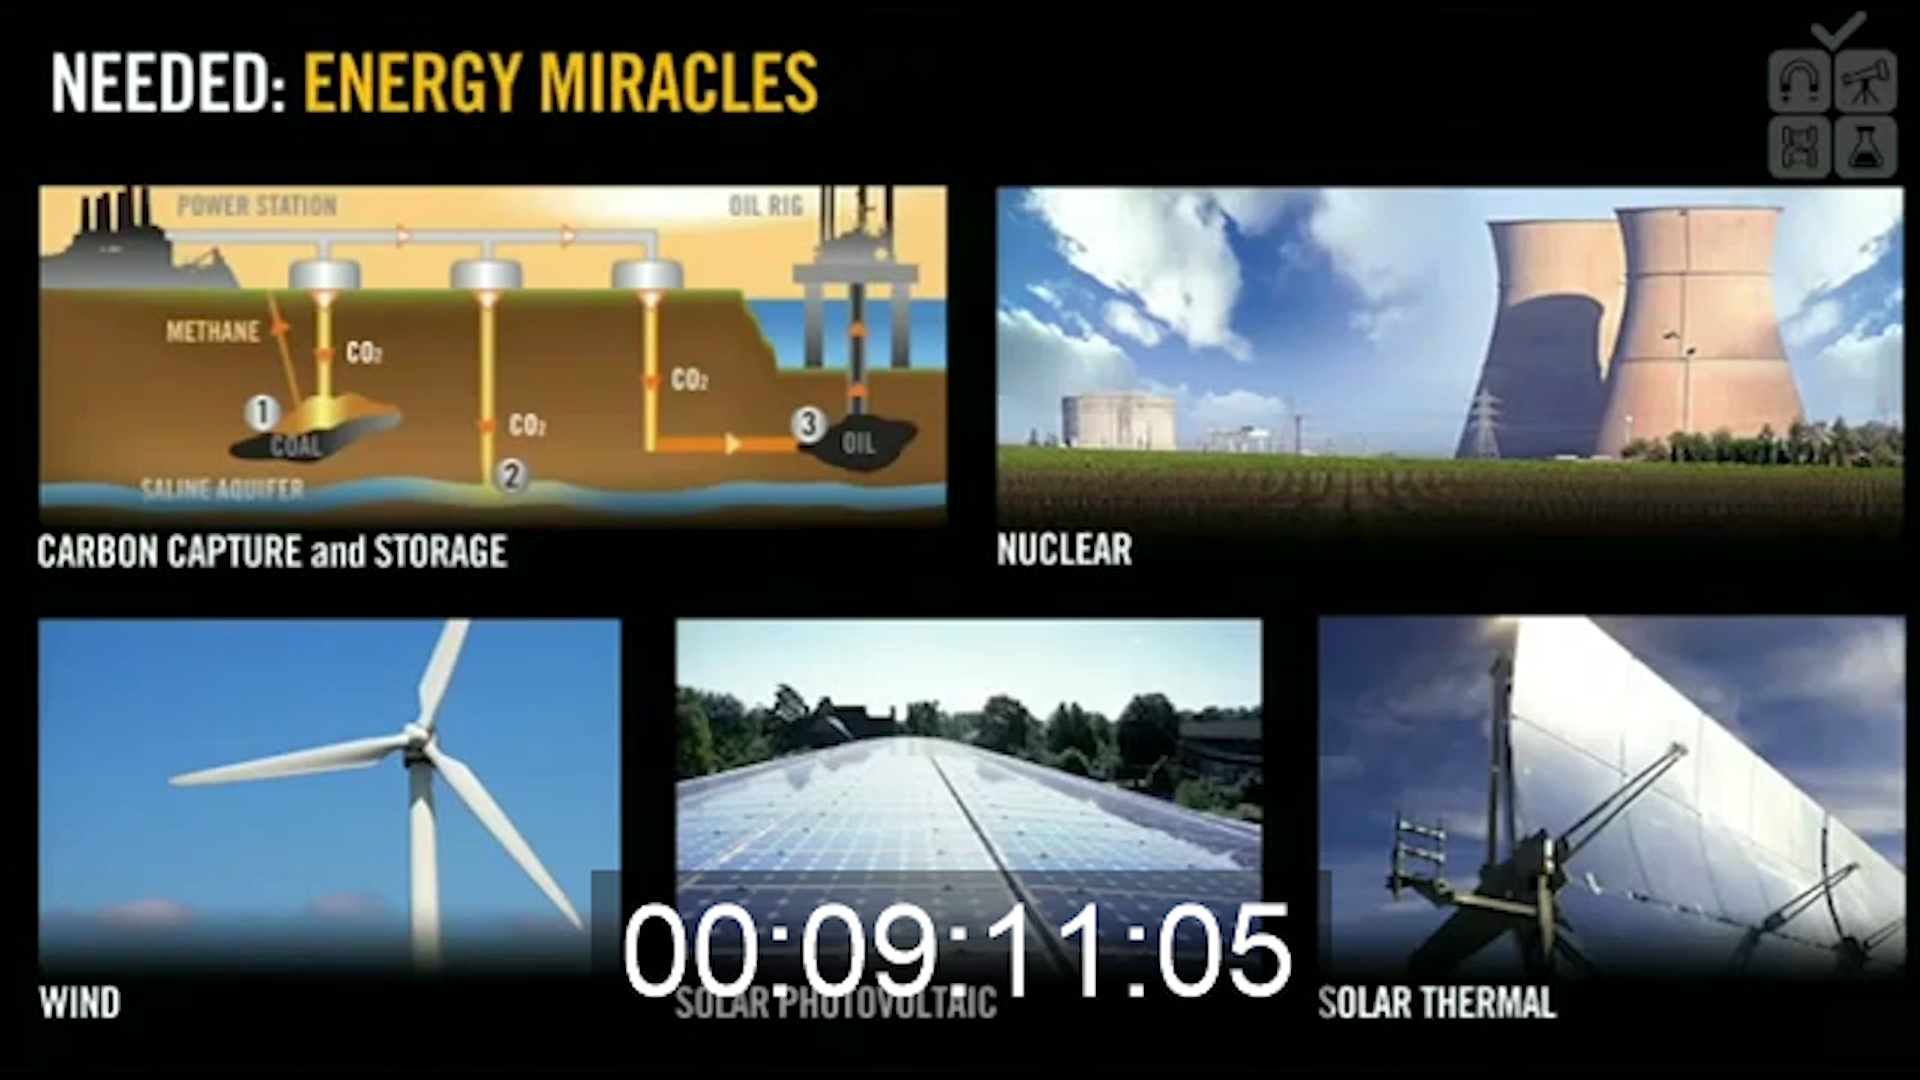 NEEDED: ENERGY MIRACLES
POWER STATION
OIL RIG
METHANE
CO₂
CO₂
CO₂
1
COAL
2
3
OIL
SALINE AQUIFER
CARBON CAPTURE and STORAGE
NUCLEAR
00:09:11:05
WIND
SOLAR PHOTOVOLTAIC
SOLAR THERMAL